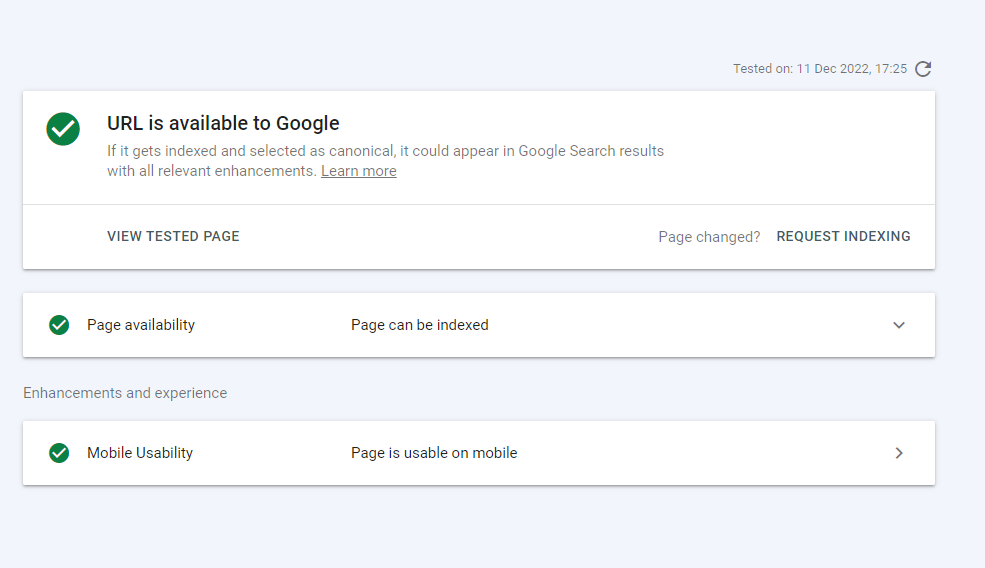 Tested on: 11 Dec 2022, 17:25
URL is available to Google
If it gets indexed and selected as canonical, it could appear in Google Search results
with all relevant enhancements. Learn more
VIEW TESTED PAGE
Page changed? REQUEST INDEXING
Page availability
Page can be indexed
Enhancements and experience
Mobile Usability
Page is usable on mobile